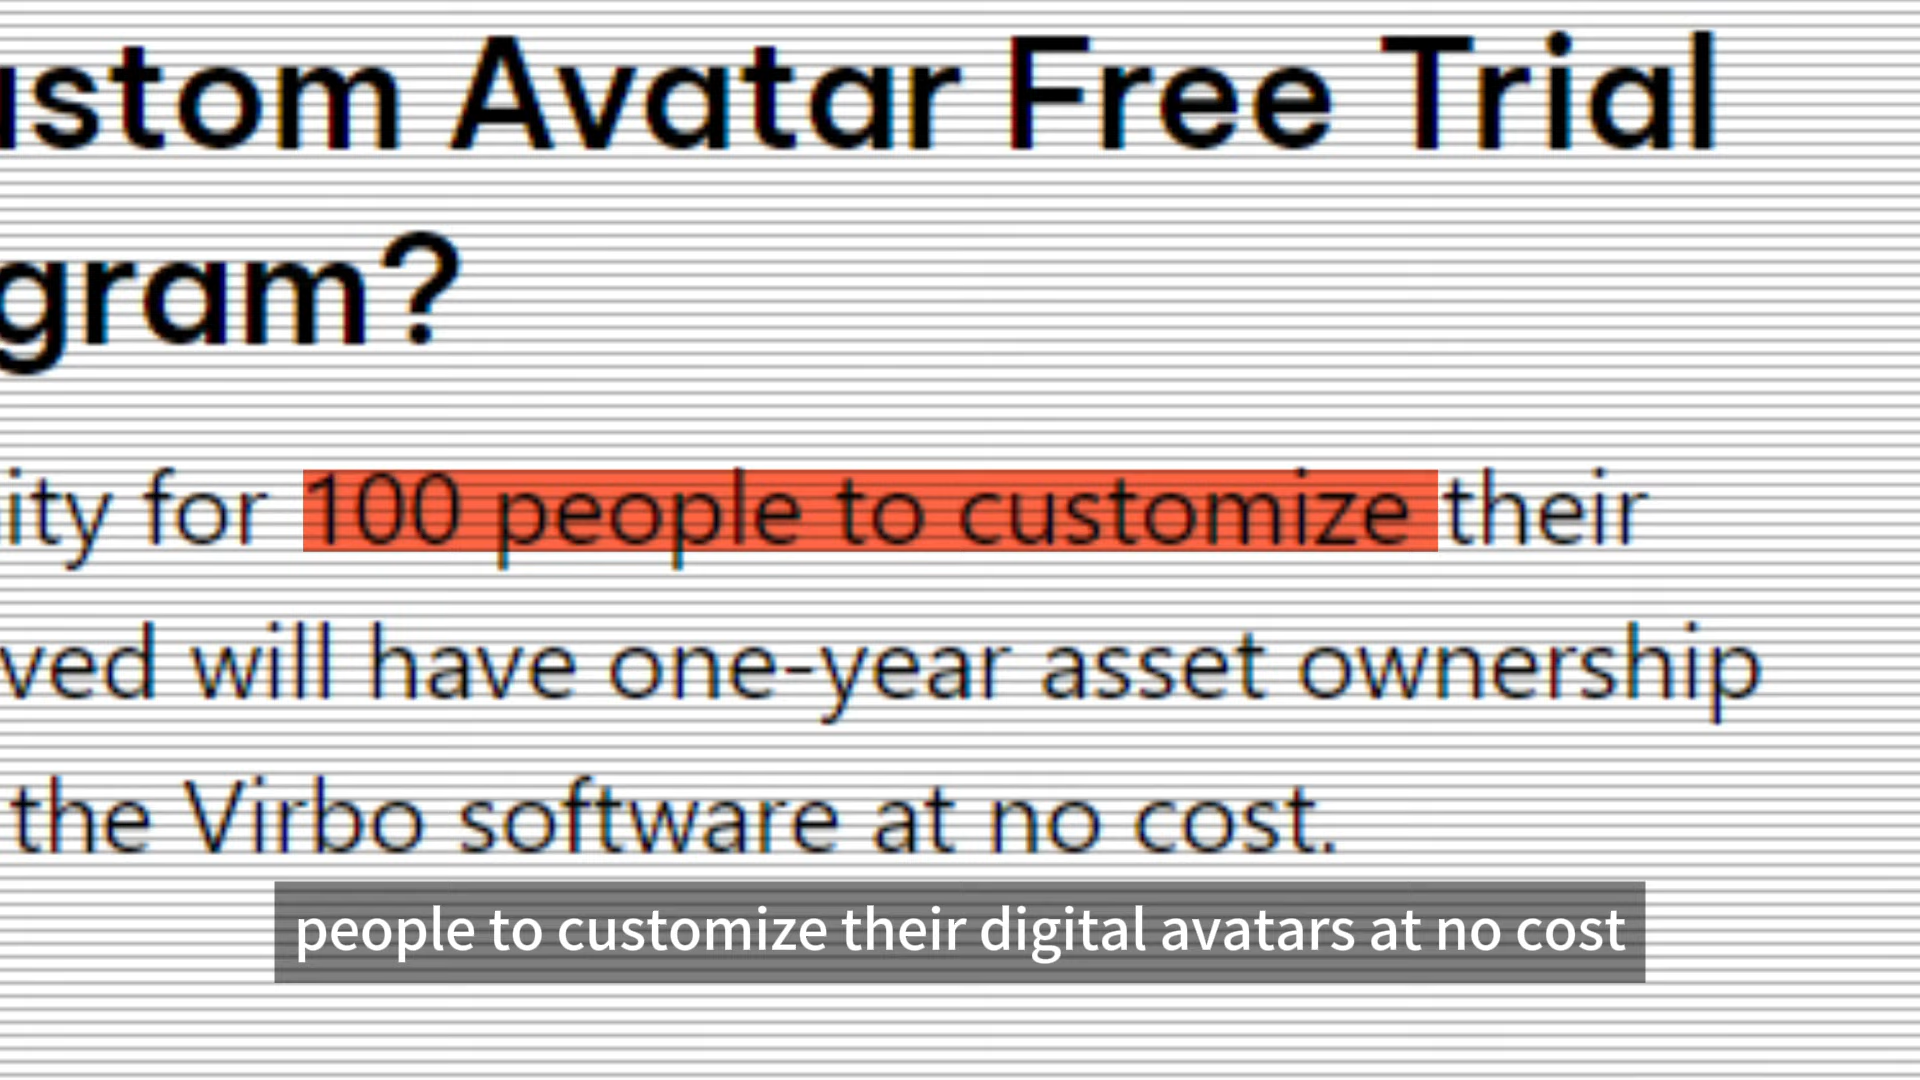 ustom Avatar Free Trial
gram?
ity for 100 people to customize their
ved will have one-year asset ownership
the Virbo software at no cost.
people to customize their digital avatars at no cost